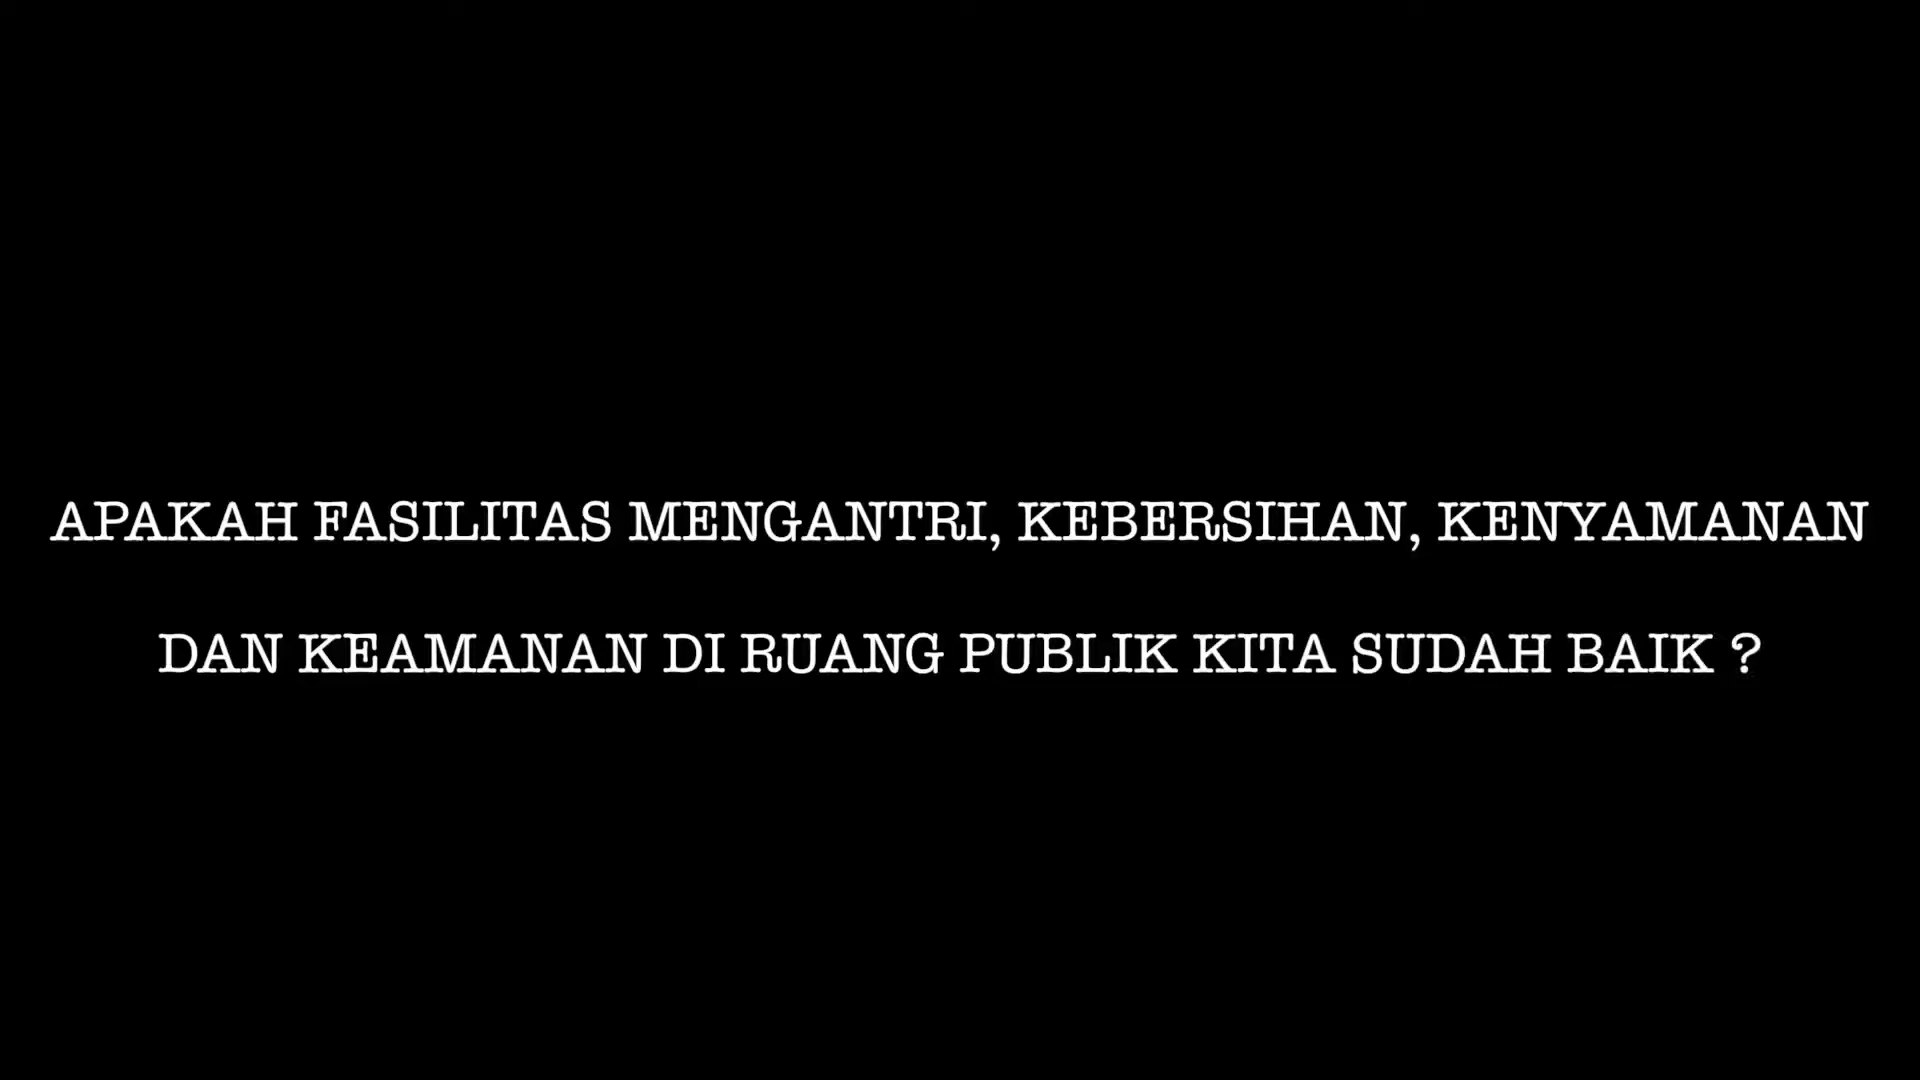 APAKAH FASILITAS MENGANTRI, KEBERSIHAN, KENYAMANAN
DAN KEAMANAN DI RUANG PUBLIK KITA SUDAH BAIK ?